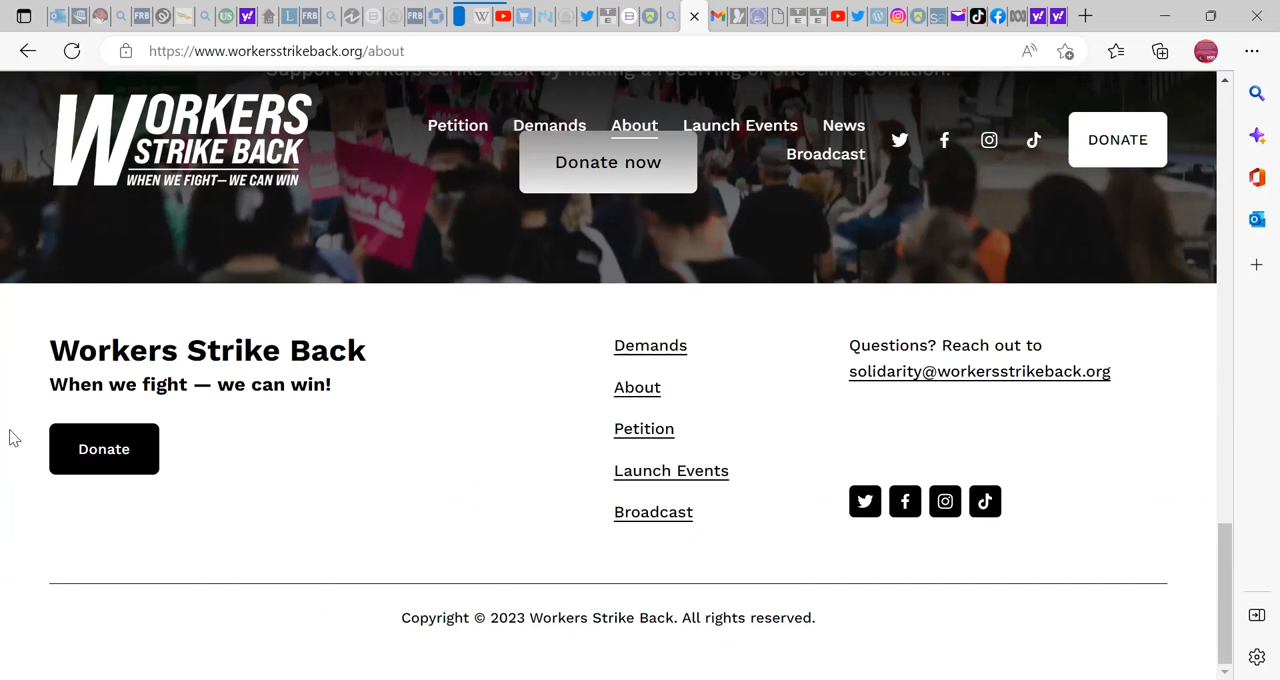 https://www.workersstrikeback.org/about
Support Workers Strike Back by making a recurring or one-time donation.
WORKERS
STRIKE BACK
WHEN WE FIGHT—WE CAN WIN
Petition Demands About Launch Events News
Broadcast
DONATE
Donate now
Workers Strike Back
When we fight — we can win!
Donate
Demands
About
Petition
Launch Events
Broadcast
Questions? Reach out to
solidarity@workersstrikeback.org
Copyright © 2023 Workers Strike Back. All rights reserved.